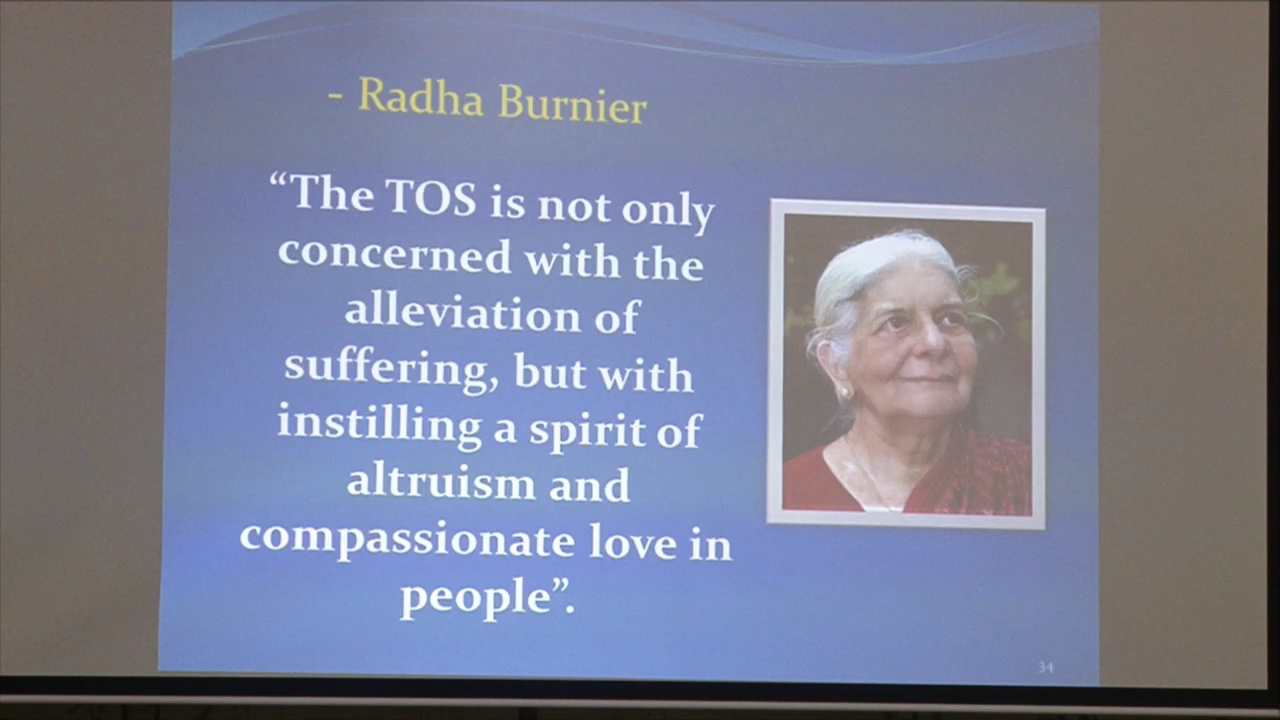 - Radha Burnier
“The TOS is not only
concerned with the
alleviation of
suffering, but with
instilling a spirit of
altruism and
compassionate love in
people”.
34